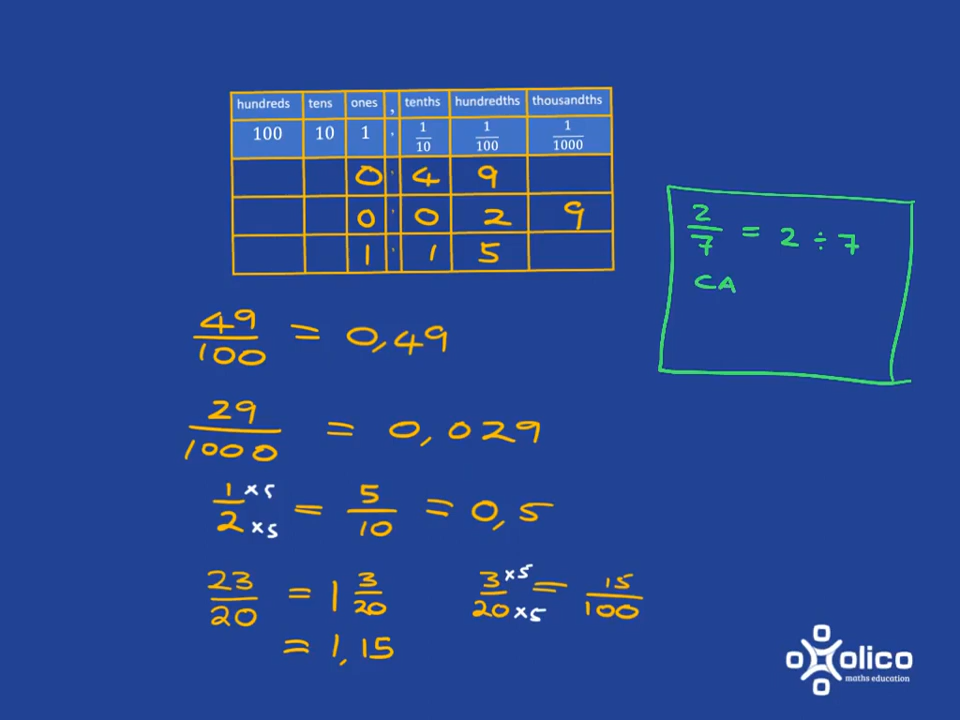 hundreds tens ones , tenths hundredths thousandths
100 10 1 , 1/10 1/100 1/1000
0 , 4 9
0 , 0 2 9
1 , 1 5
2/7 = 2 ÷ 7
CA
49/100 = 0,49
29/1000 = 0,029
1/2 ×5 ×5 = 5/10 = 0,5
23/20 = 1 3/20
= 1,15
3/20 ×5 ×5 = 15/100
olico
maths education